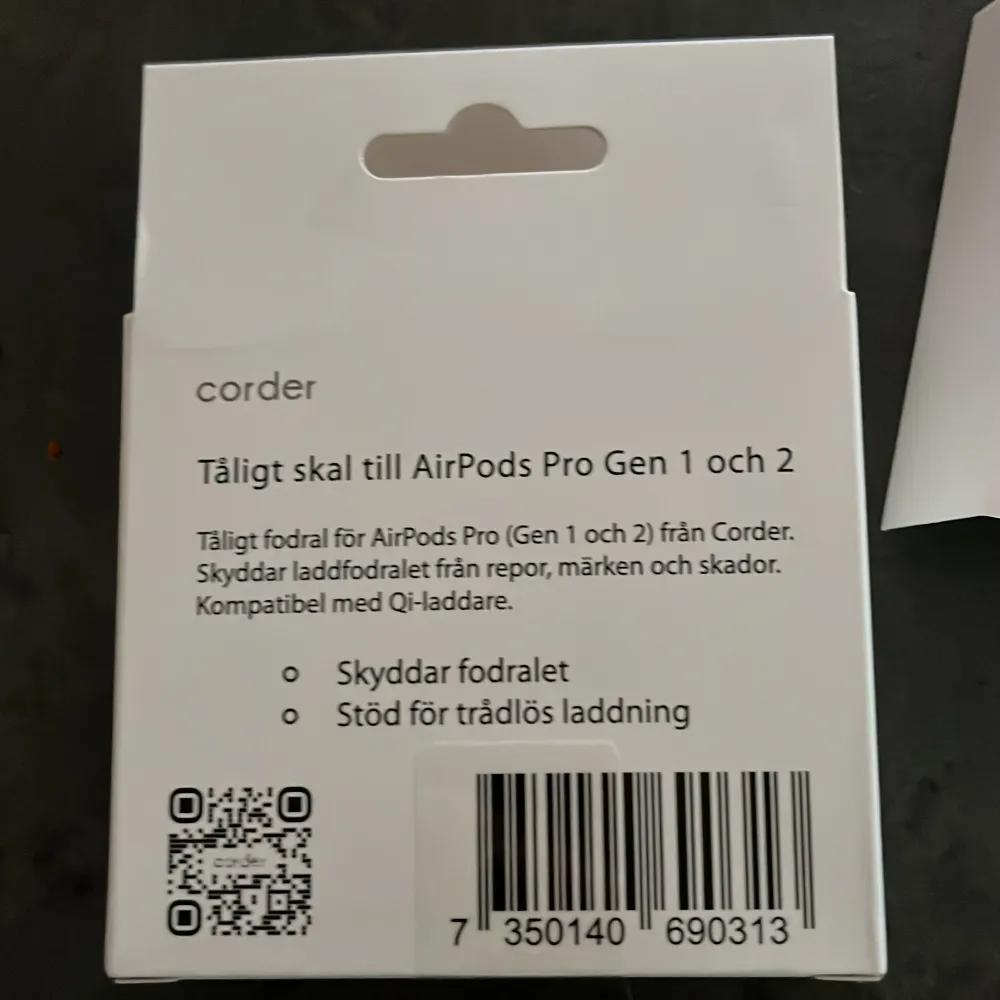 corder
Tåligt skal till AirPods Pro Gen 1 och 2
Tåligt fodral för AirPods Pro (Gen 1 och 2) från Corder.
Skyddar laddfodralet från repor, märken och skador.
Kompatibel med Qi-laddare.
Skyddar fodralet
Stöd för trådlös laddning
corder
7 350140 690313